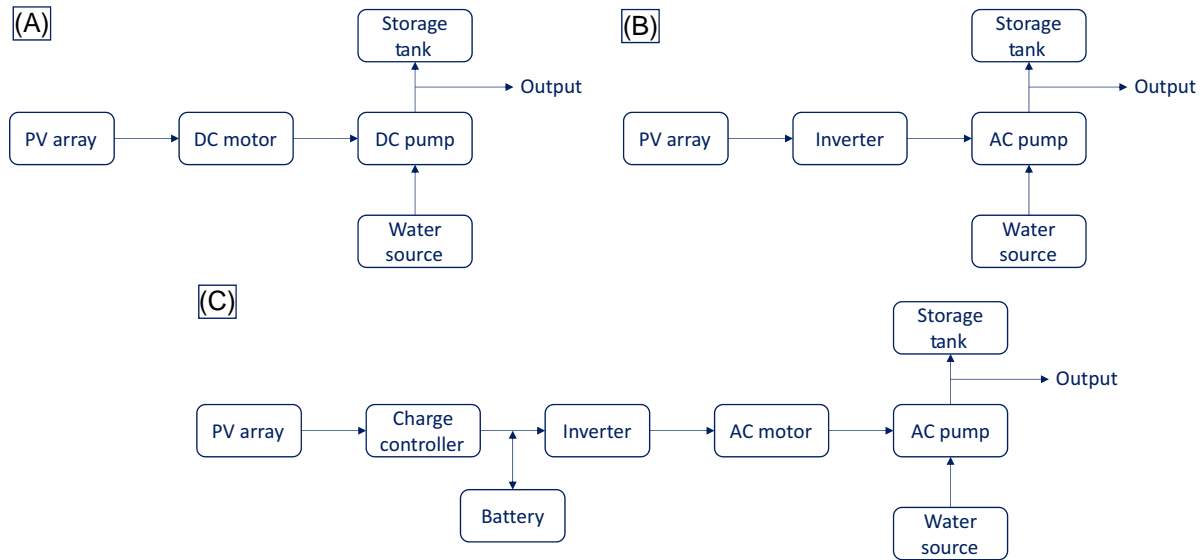 (A)
Storage
tank
Output
PV array
DC motor
DC pump
Water
source
(B)
Storage
tank
Output
PV array
Inverter
AC pump
Water
source
(C)
Storage
tank
Output
PV array
Charge
controller
Inverter
AC motor
AC pump
Battery
Water
source